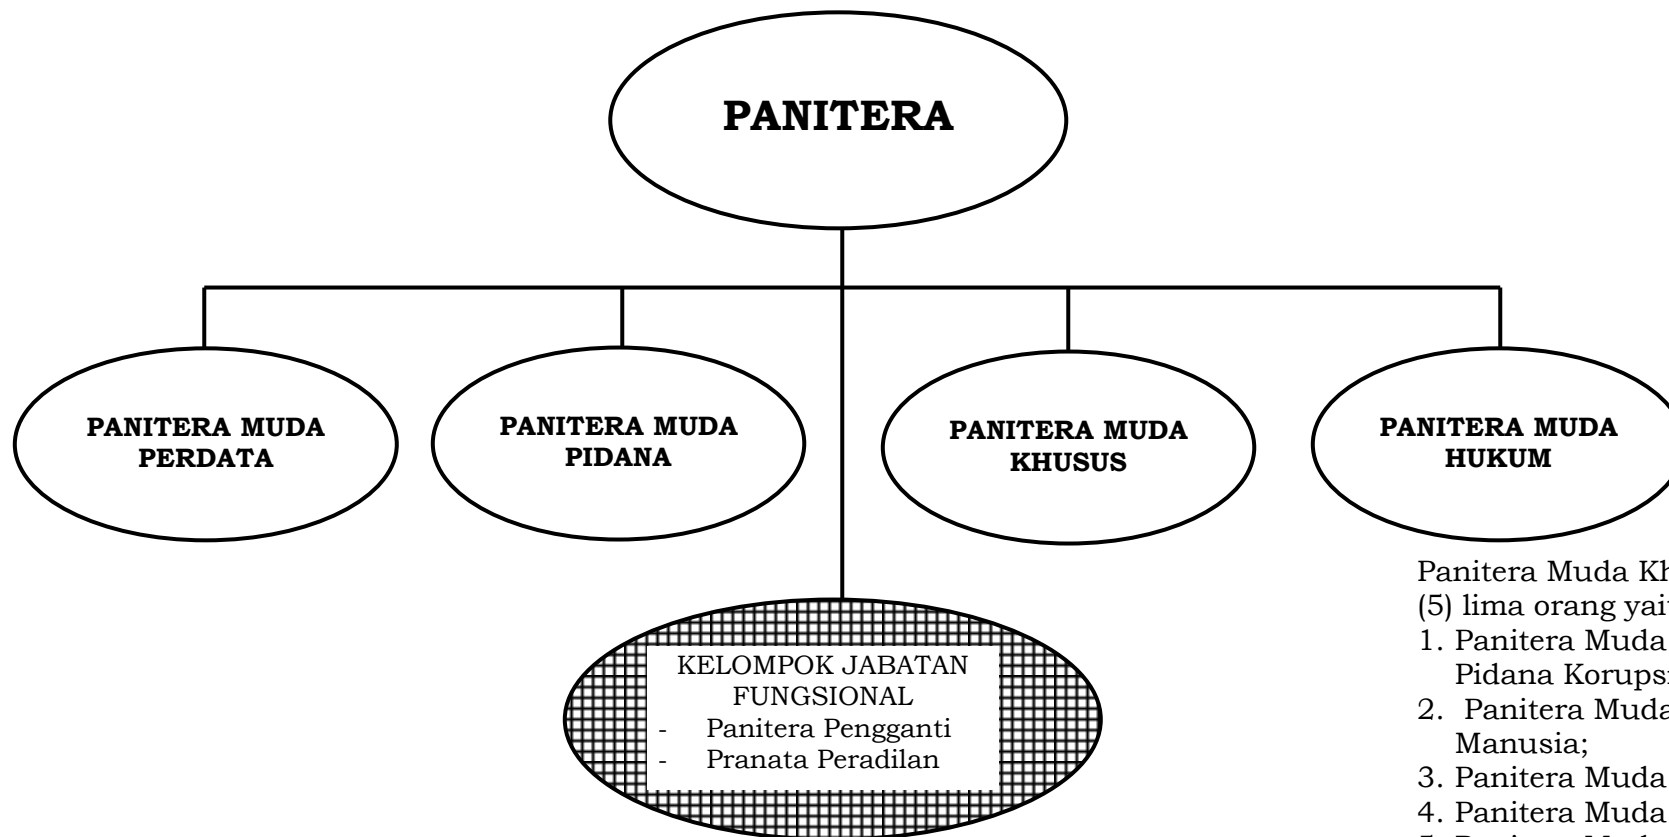 PANITERA
PANITERA MUDA
PERDATA
PANITERA MUDA
PIDANA
PANITERA MUDA
KHUSUS
PANITERA MUDA
HUKUM
KELOMPOK JABATAN
FUNGSIONAL
- Panitera Pengganti
- Pranata Peradilan
Panitera Muda
(5) lima orang
1. Panitera Muda
Pidana Korupsi
2. Panitera Muda
Manusia;
3. Panitera Muda
4. Panitera Muda